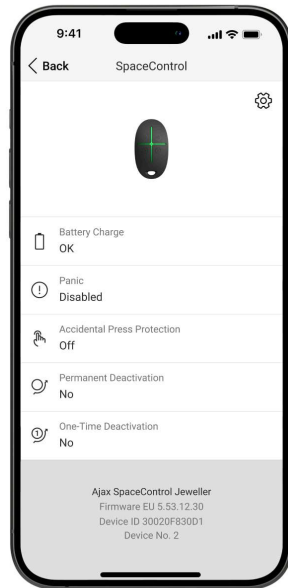 9:41
Back SpaceControl
Battery Charge
OK
Panic
Disabled
Accidental Press Protection
Off
Permanent Deactivation
No
One-Time Deactivation
No
Ajax SpaceControl Jeweller
Firmware EU 5.53.12.30
Device ID 30020F830D1
Device No. 2